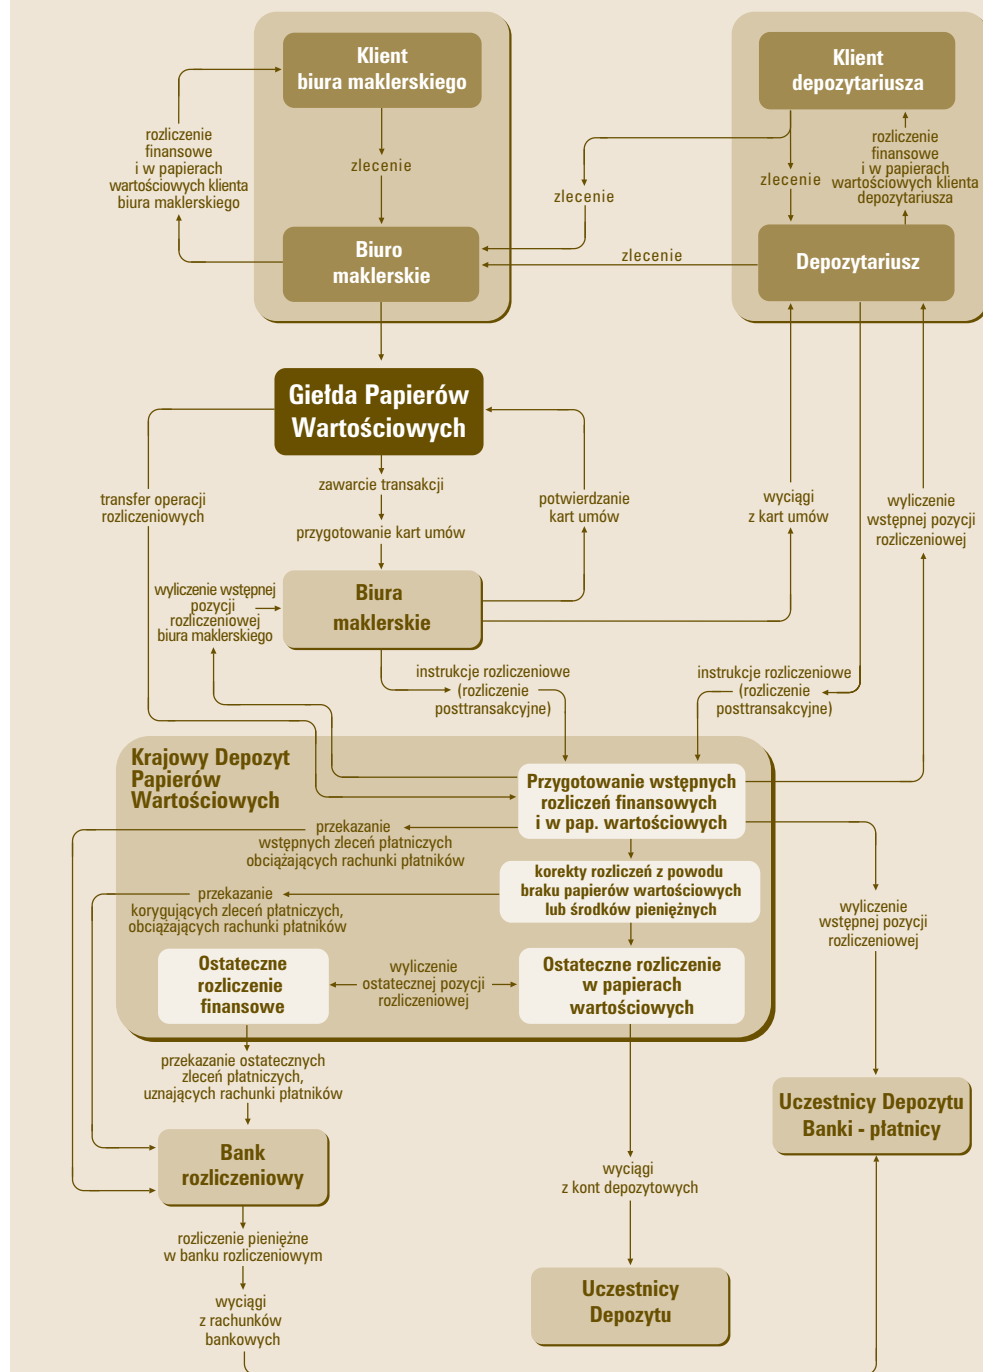 Klient
biura maklerskiego
Klient
depozytariusza
rozliczenie
finansowe
i w papierach
wartościowych klienta
biura maklerskiego
zlecenie
zlecenie
zlecenie
rozliczenie
finansowe
i w papierach
wartościowych klienta
depozytariusza
Biuro
maklerskie
zlecenie
Depozytariusz
Giełda Papierów
Wartościowych
transfer operacji
rozliczeniowych
zawarcie transakcji
przygotowanie kart umów
potwierdzanie
kart umów
wyciągi
z kart umów
wyliczenie
wstępnej pozycji
rozliczeniowej
wyliczenie wstępnej
pozycji
rozliczeniowej
biura maklerskiego
Biura
maklerskie
instrukcje rozliczeniowe
(rozliczenie
posttransakcyjne)
instrukcje rozliczeniowe
(rozliczenie
posttransakcyjne)
Krajowy Depozyt
Papierów
Wartościowych
Przygotowanie wstępnych
rozliczeń finansowych
i w pap. wartościowych
przekazanie
wstępnych zleceń płatniczych
obciążających rachunki płatników
korekty rozliczeń z powodu
braku papierów wartościowych
lub środków pieniężnych
przekazanie
korygujących zleceń płatniczych,
obciążających rachunki płatników
wyliczenie
wstępnej pozycji
rozliczeniowej
Ostateczne
rozliczenie
finansowe
wyliczenie
ostatecznej pozycji
rozliczeniowej
Ostateczne rozliczenie
w papierach
wartościowych
przekazanie ostatecznych
zleceń płatniczych,
uznających rachunki płatników
Uczestnicy Depozytu
Banki - płatnicy
Bank
rozliczeniowy
wyciągi
z kont depozytowych
rozliczenie pieniężne
w banku rozliczeniowym
Uczestnicy
Depozytu
wyciągi
z rachunków
bankowych